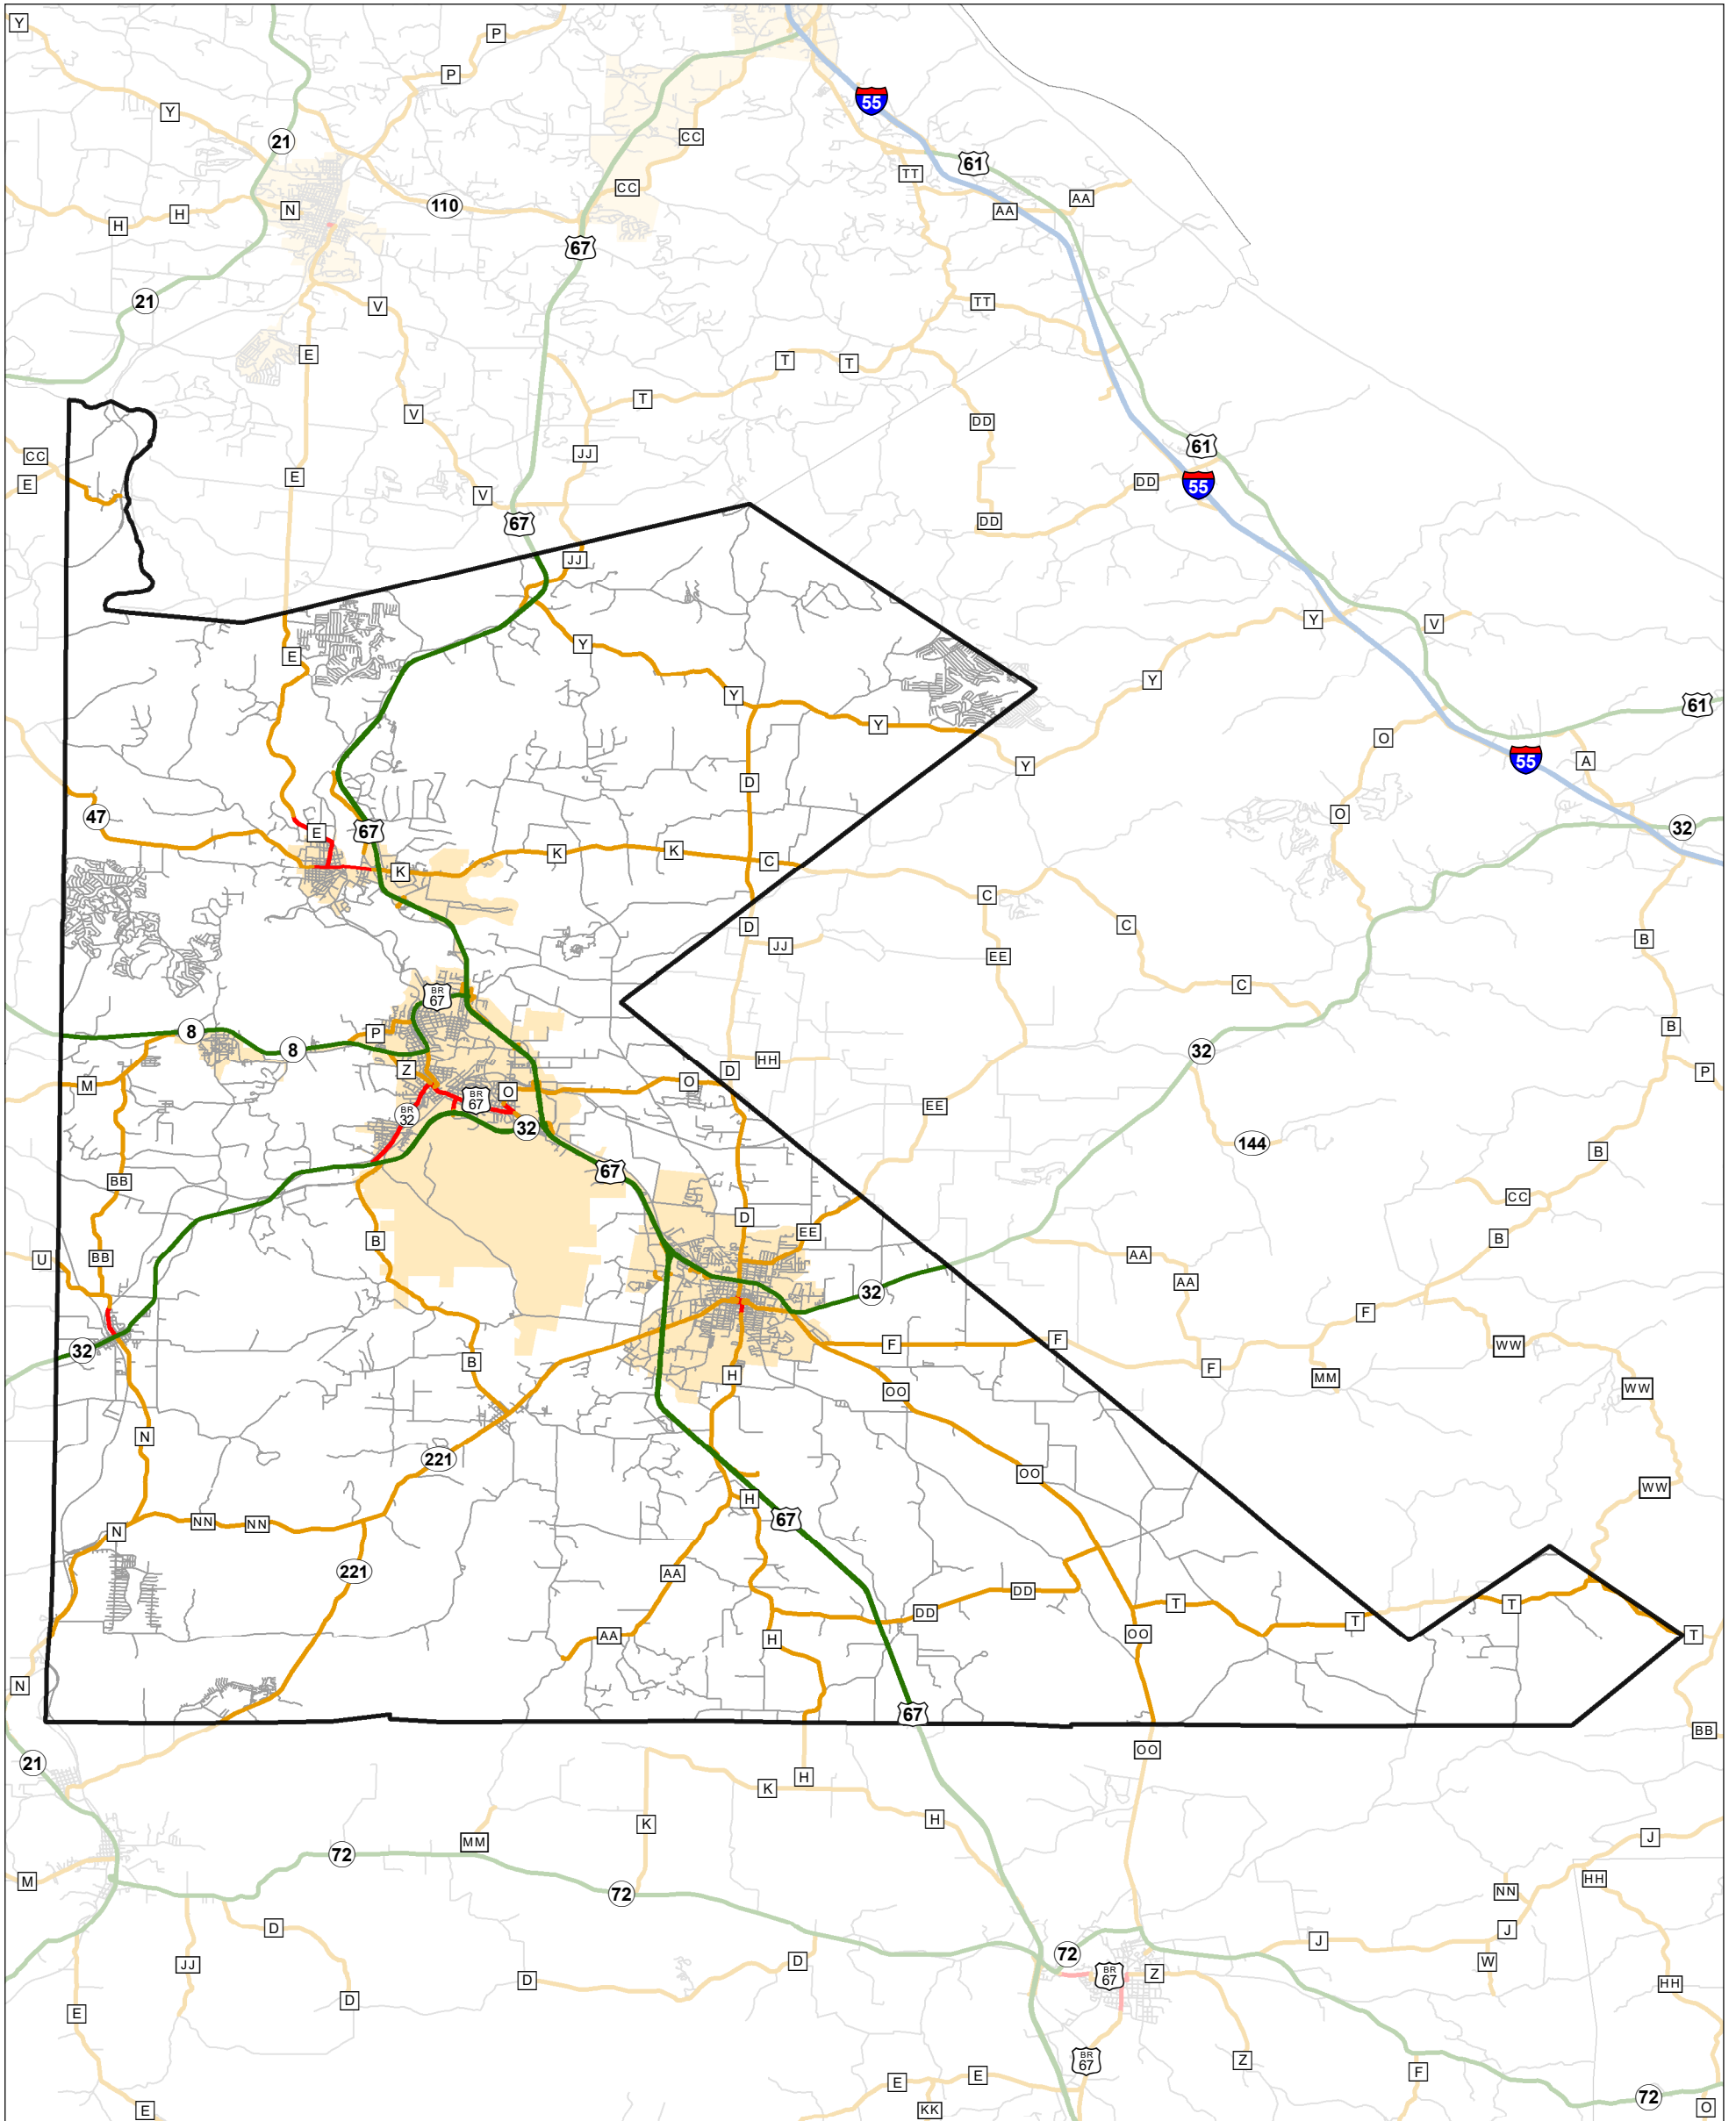 Y
P
P
55
Y
CC
21
61
TT
CC
AA
110
AA
H
N
H
67
21
TT
V
E
T
T
T
V
DD
61
JJ
CC
E
DD
55
E
V
DD
67
JJ
Y
V
Y
E
Y
Y
61
Y
O
55
A
Y
D
O
47
E
67
32
K
K
C
K
C
D
C
B
JJ
EE
C
BR
67
B
8
8
P
32
HH
D
Z
P
O
M
O
BR
67
EE
BR
32
32
144
B
67
BB
CC
D
EE
B
B
AA
BB
U
AA
32
F
F
F
WW
32
B
F
H
MM
WW
OO
N
221
OO
WW
H
67
NN
NN
N
221
AA
DD
T
T
DD
OO
T
T
AA
H
N
67
BB
OO
21
H
K
H
K
J
MM
72
M
HH
72
NN
D
J
J
72
D
W
JJ
Z
BR
67
D
HH
D
E
BR
67
Z
F
E
E
72
O
E
KK